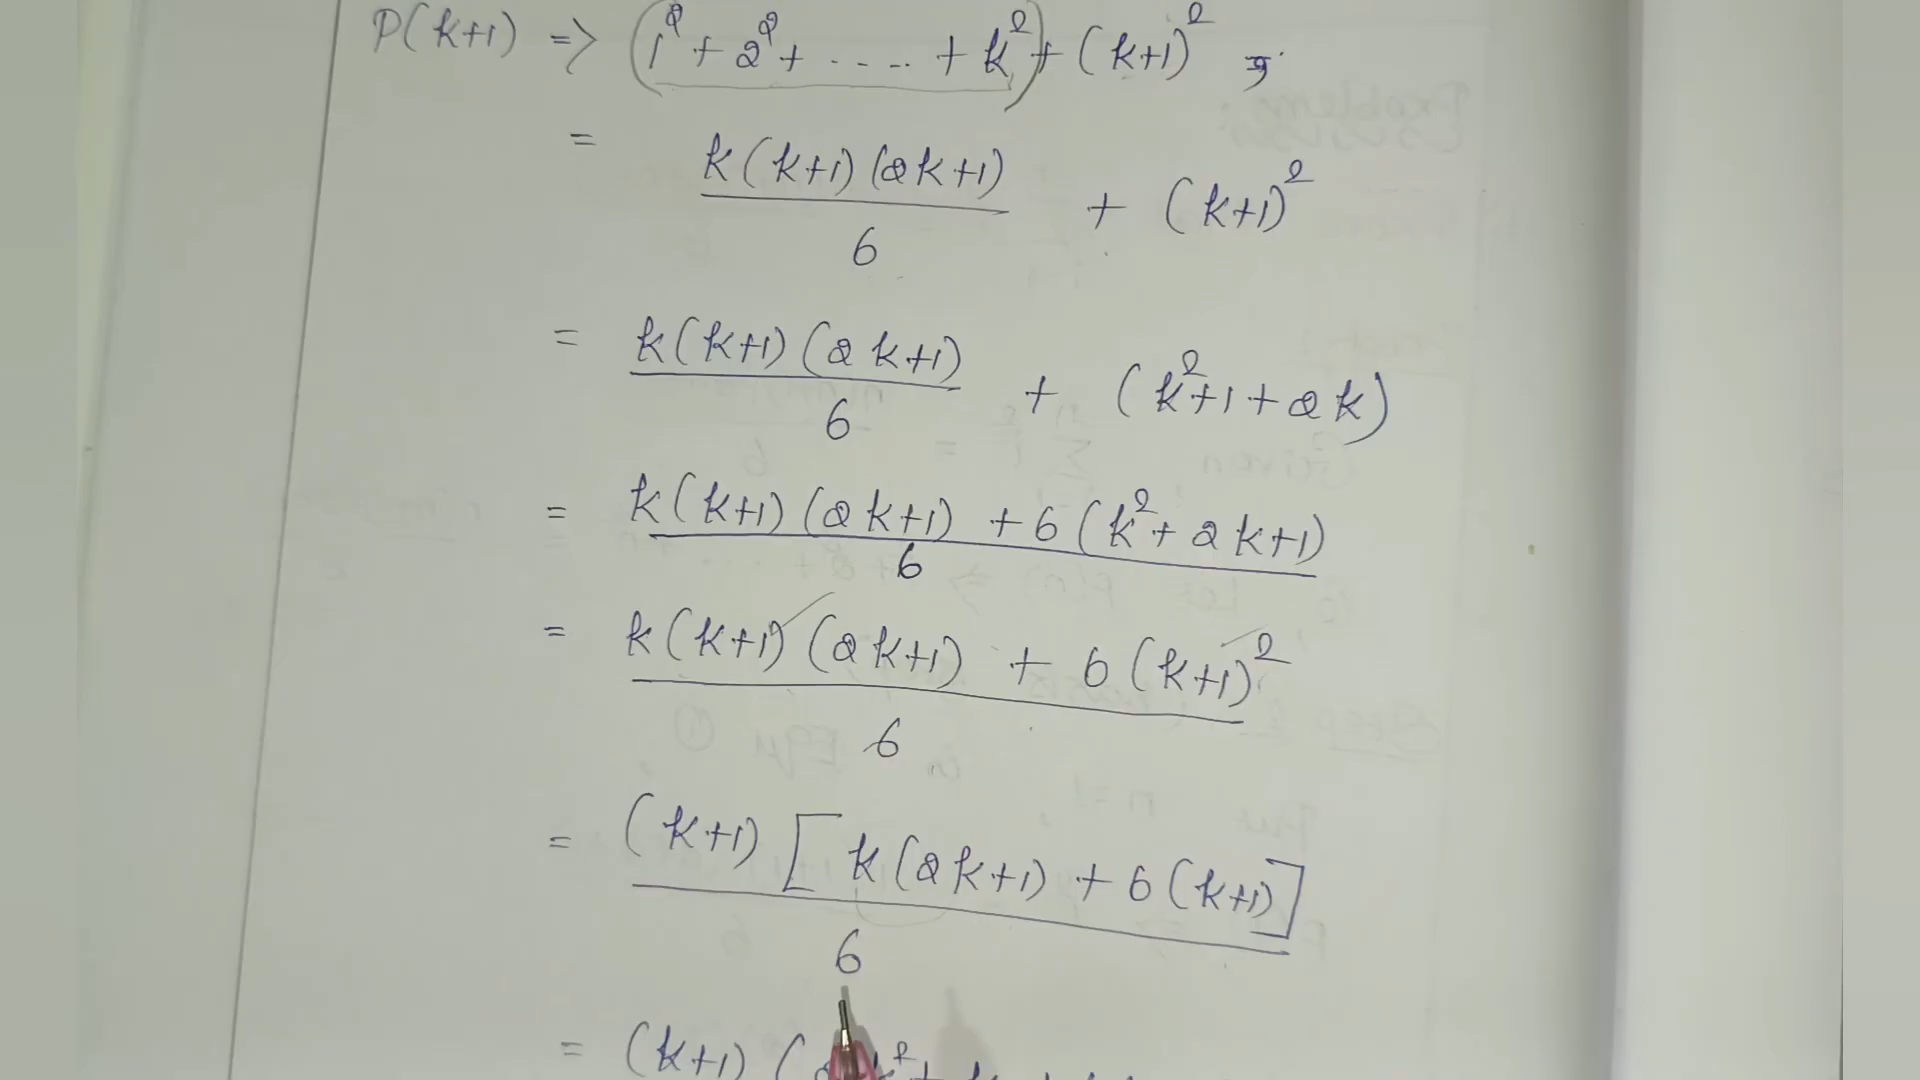 P(k+1) => (1² + 2² + ..... + k²) + (k+1)²
= k(k+1)(2k+1) / 6 + (k+1)²
= k(k+1)(2k+1) / 6 + (k²+1+2k)
= k(k+1)(2k+1) + 6(k²+2k+1) / 6
= k(k+1)(2k+1) + 6(k+1)² / 6
= (k+1)[k(2k+1) + 6(k+1)] / 6
= (k+1)(